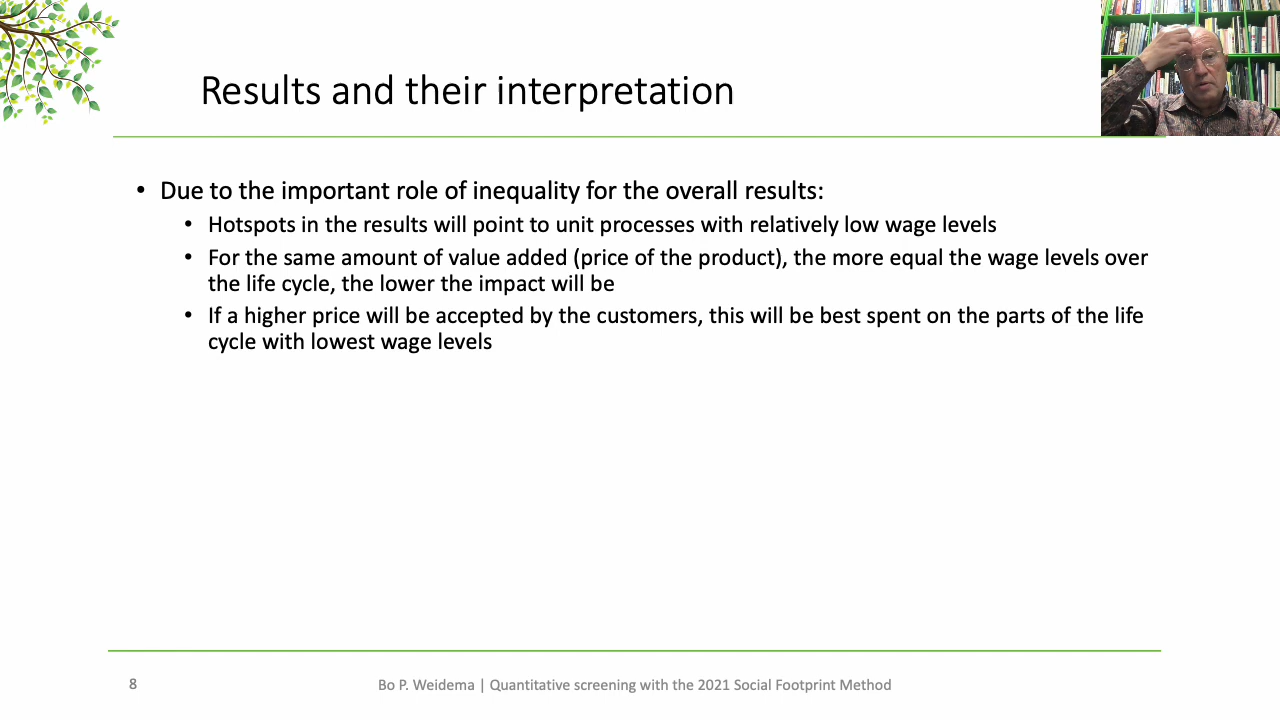 Results and their interpretation
• Due to the important role of inequality for the overall results:
• Hotspots in the results will point to unit processes with relatively low wage levels
• For the same amount of value added (price of the product), the more equal the wage levels over
the life cycle, the lower the impact will be
• If a higher price will be accepted by the customers, this will be best spent on the parts of the life
cycle with lowest wage levels
8
Bo P. Weidema | Quantitative screening with the 2021 Social Footprint Method